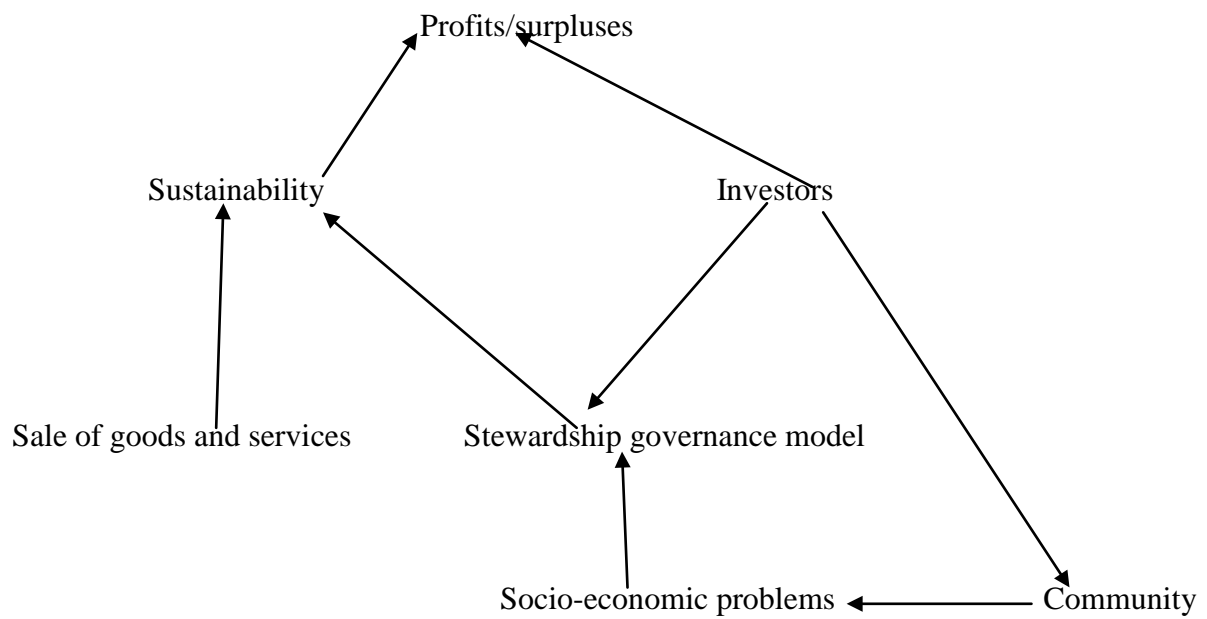 Profits/surpluses
Sustainability
Investors
Sale of goods and services
Stewardship governance model
Socio-economic problems
Community